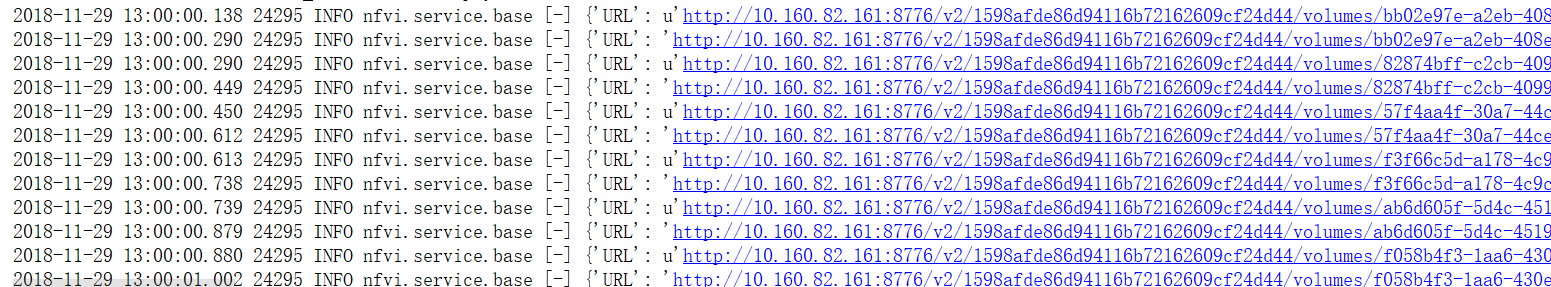 2018-11-29 13:00:00.138 24295 INFO nfvi.service.base [-] {'URL': u'http://10.160.82.161:8776/v2/1598afde86d94116b72162609cf24d44/volumes/bb02e97e-a2eb-408
2018-11-29 13:00:00.290 24295 INFO nfvi.service.base [-] {'URL': 'http://10.160.82.161:8776/v2/1598afde86d94116b72162609cf24d44/volumes/bb02e97e-a2eb-408e
2018-11-29 13:00:00.290 24295 INFO nfvi.service.base [-] {'URL': u'http://10.160.82.161:8776/v2/1598afde86d94116b72162609cf24d44/volumes/82874bff-c2cb-409
2018-11-29 13:00:00.449 24295 INFO nfvi.service.base [-] {'URL': 'http://10.160.82.161:8776/v2/1598afde86d94116b72162609cf24d44/volumes/82874bff-c2cb-4099
2018-11-29 13:00:00.450 24295 INFO nfvi.service.base [-] {'URL': u'http://10.160.82.161:8776/v2/1598afde86d94116b72162609cf24d44/volumes/57f4aa4f-30a7-44c
2018-11-29 13:00:00.612 24295 INFO nfvi.service.base [-] {'URL': 'http://10.160.82.161:8776/v2/1598afde86d94116b72162609cf24d44/volumes/57f4aa4f-30a7-44ce
2018-11-29 13:00:00.613 24295 INFO nfvi.service.base [-] {'URL': u'http://10.160.82.161:8776/v2/1598afde86d94116b72162609cf24d44/volumes/f3f66c5d-a178-4c9
2018-11-29 13:00:00.738 24295 INFO nfvi.service.base [-] {'URL': 'http://10.160.82.161:8776/v2/1598afde86d94116b72162609cf24d44/volumes/f3f66c5d-a178-4c9c
2018-11-29 13:00:00.739 24295 INFO nfvi.service.base [-] {'URL': u'http://10.160.82.161:8776/v2/1598afde86d94116b72162609cf24d44/volumes/ab6d605f-5d4c-451
2018-11-29 13:00:00.879 24295 INFO nfvi.service.base [-] {'URL': 'http://10.160.82.161:8776/v2/1598afde86d94116b72162609cf24d44/volumes/ab6d605f-5d4c-4519
2018-11-29 13:00:00.880 24295 INFO nfvi.service.base [-] {'URL': u'http://10.160.82.161:8776/v2/1598afde86d94116b72162609cf24d44/volumes/f058b4f3-1aa6-430
2018-11-29 13:00:01.002 24295 INFO nfvi.service.base [-] {'URL': 'http://10.160.82.161:8776/v2/1598afde86d94116b72162609cf24d44/volumes/f058b4f3-1aa6-430e